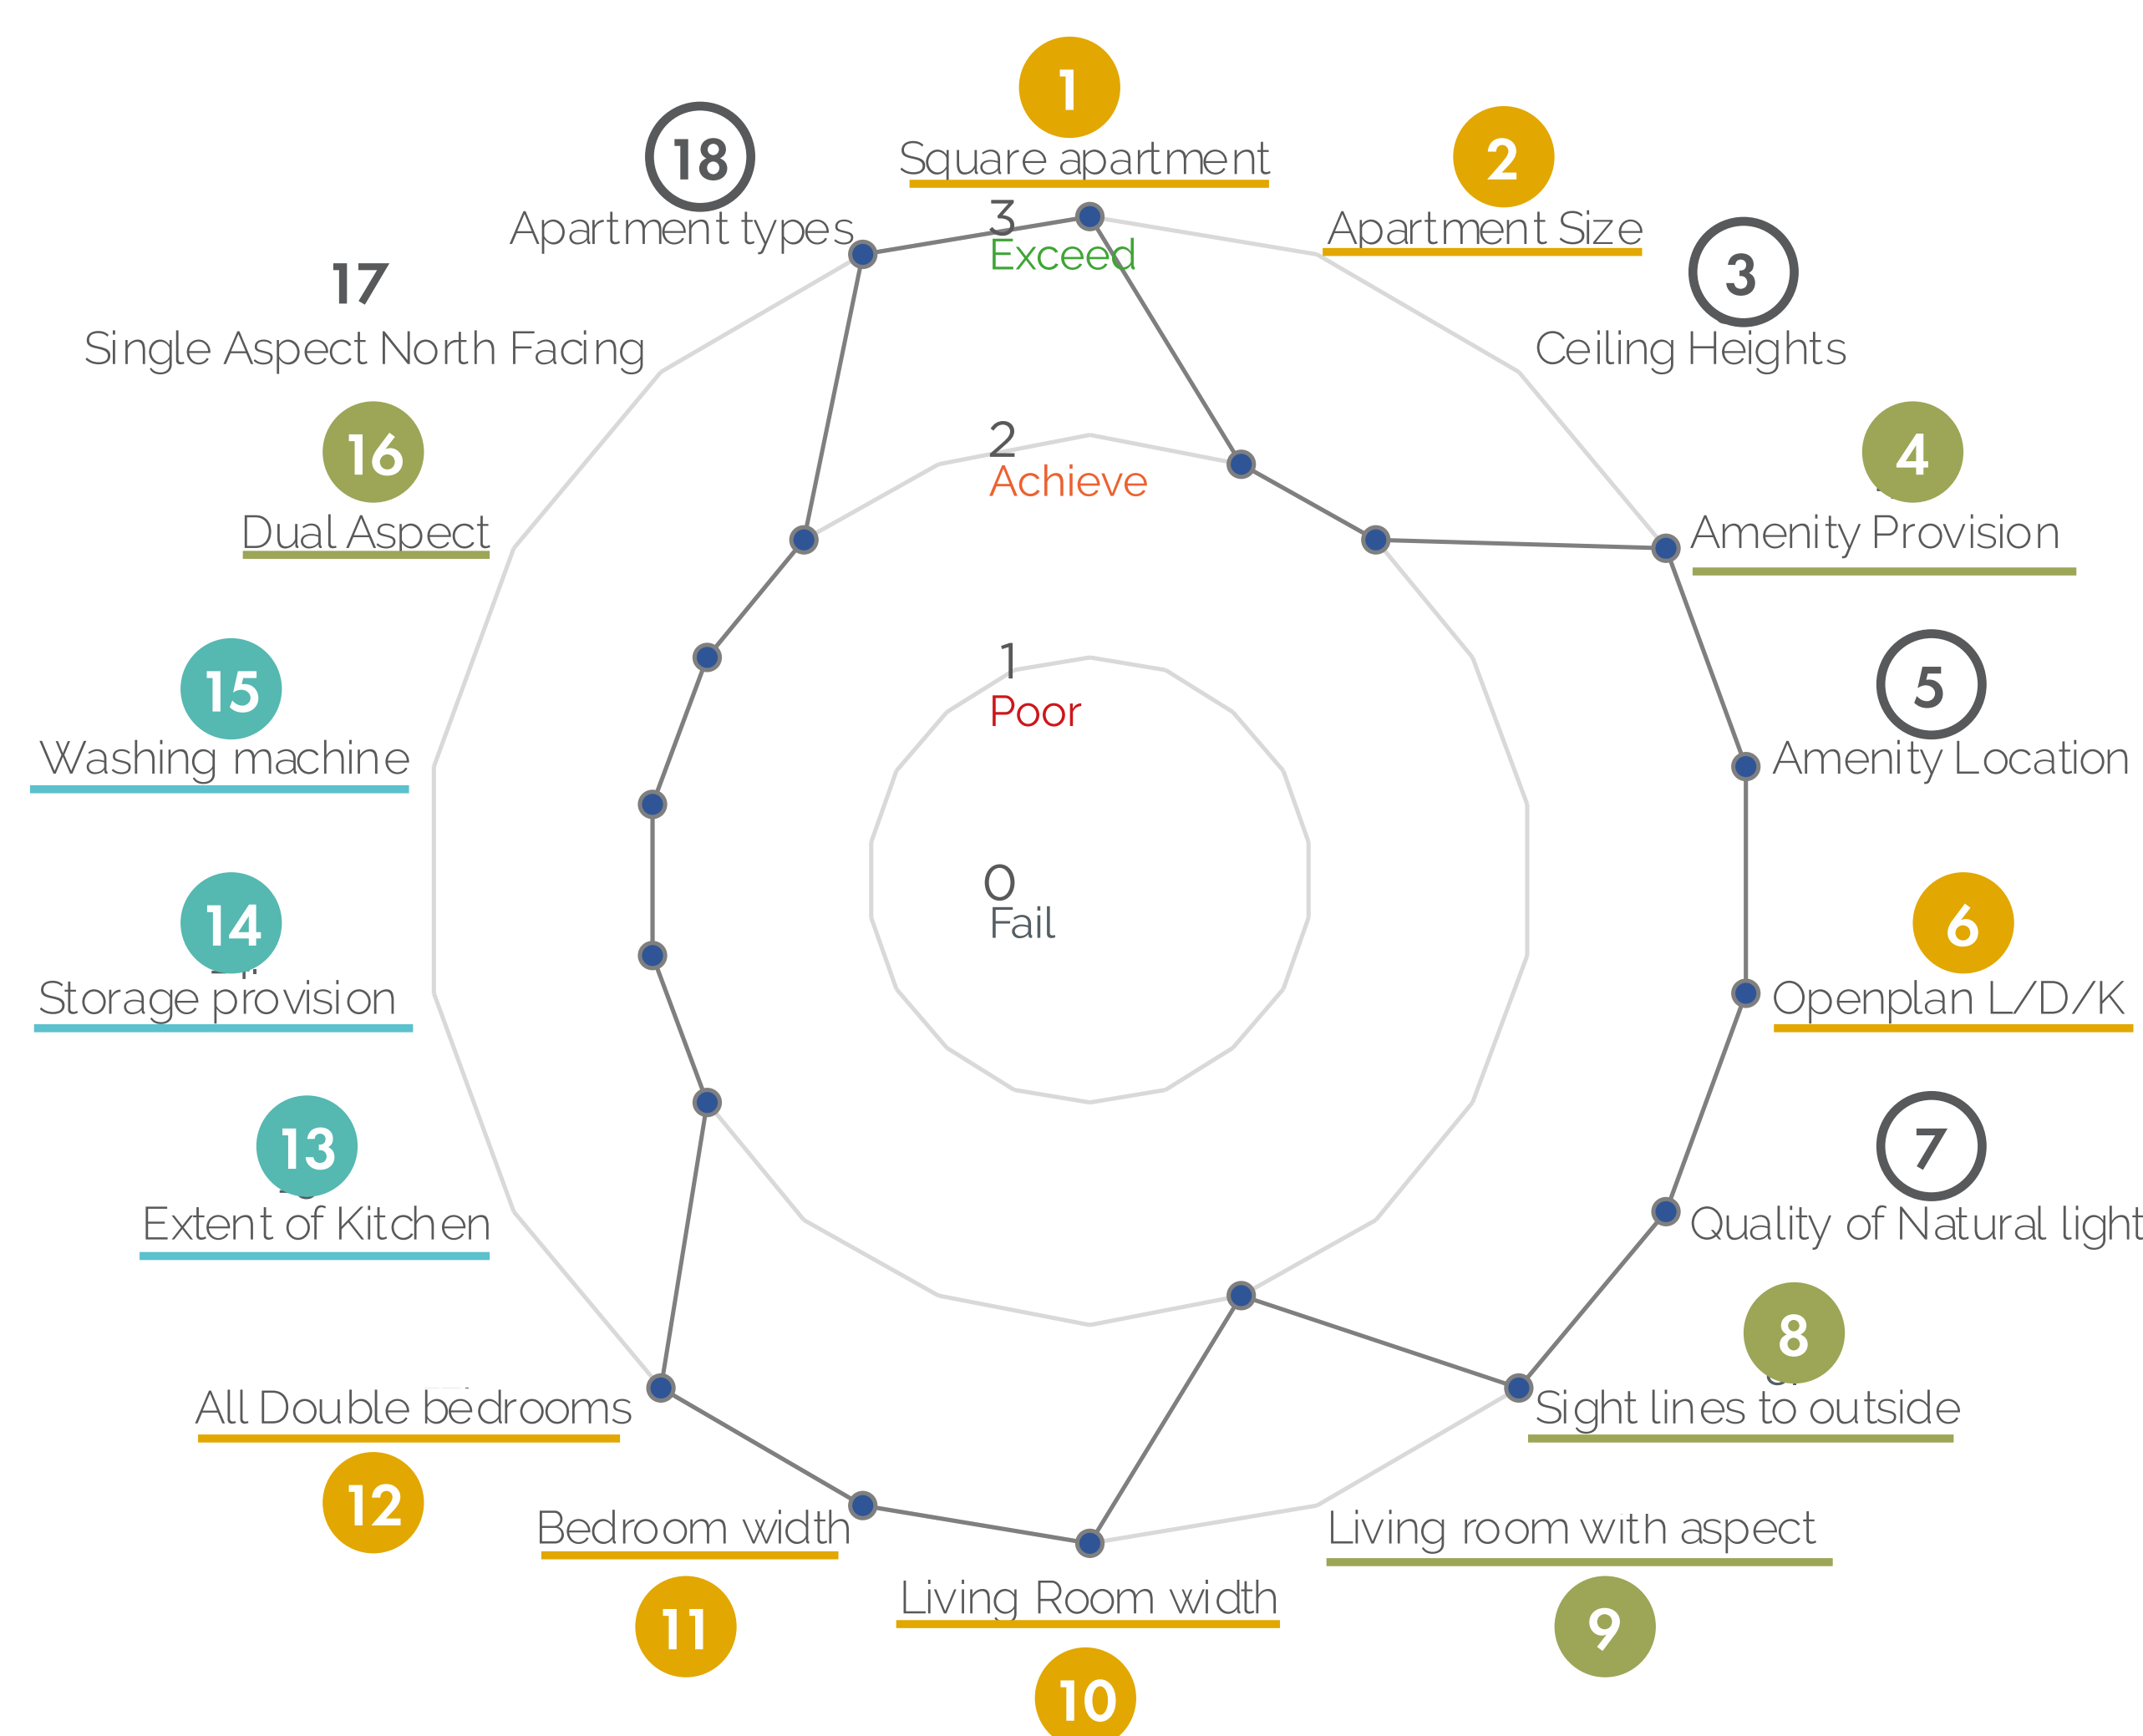 1
Square apartment
2
Apartment Size
3
Ceiling Heights
4
Amenity Provision
5
Amenity Location
6
Openplan L/D/K
7
Quality of Natural light
8
Sight lines to outside
Living room with aspect
9
Living Room width
10
Bedroom width
11
All Double bedrooms
12
13
Extent of Kitchen
14
Storage provision
15
Washing machine
16
Dual Aspect
17
Single Aspect North Facing
18
Apartment types
3
Exceed
2
Achieve
1
Poor
0
Fail